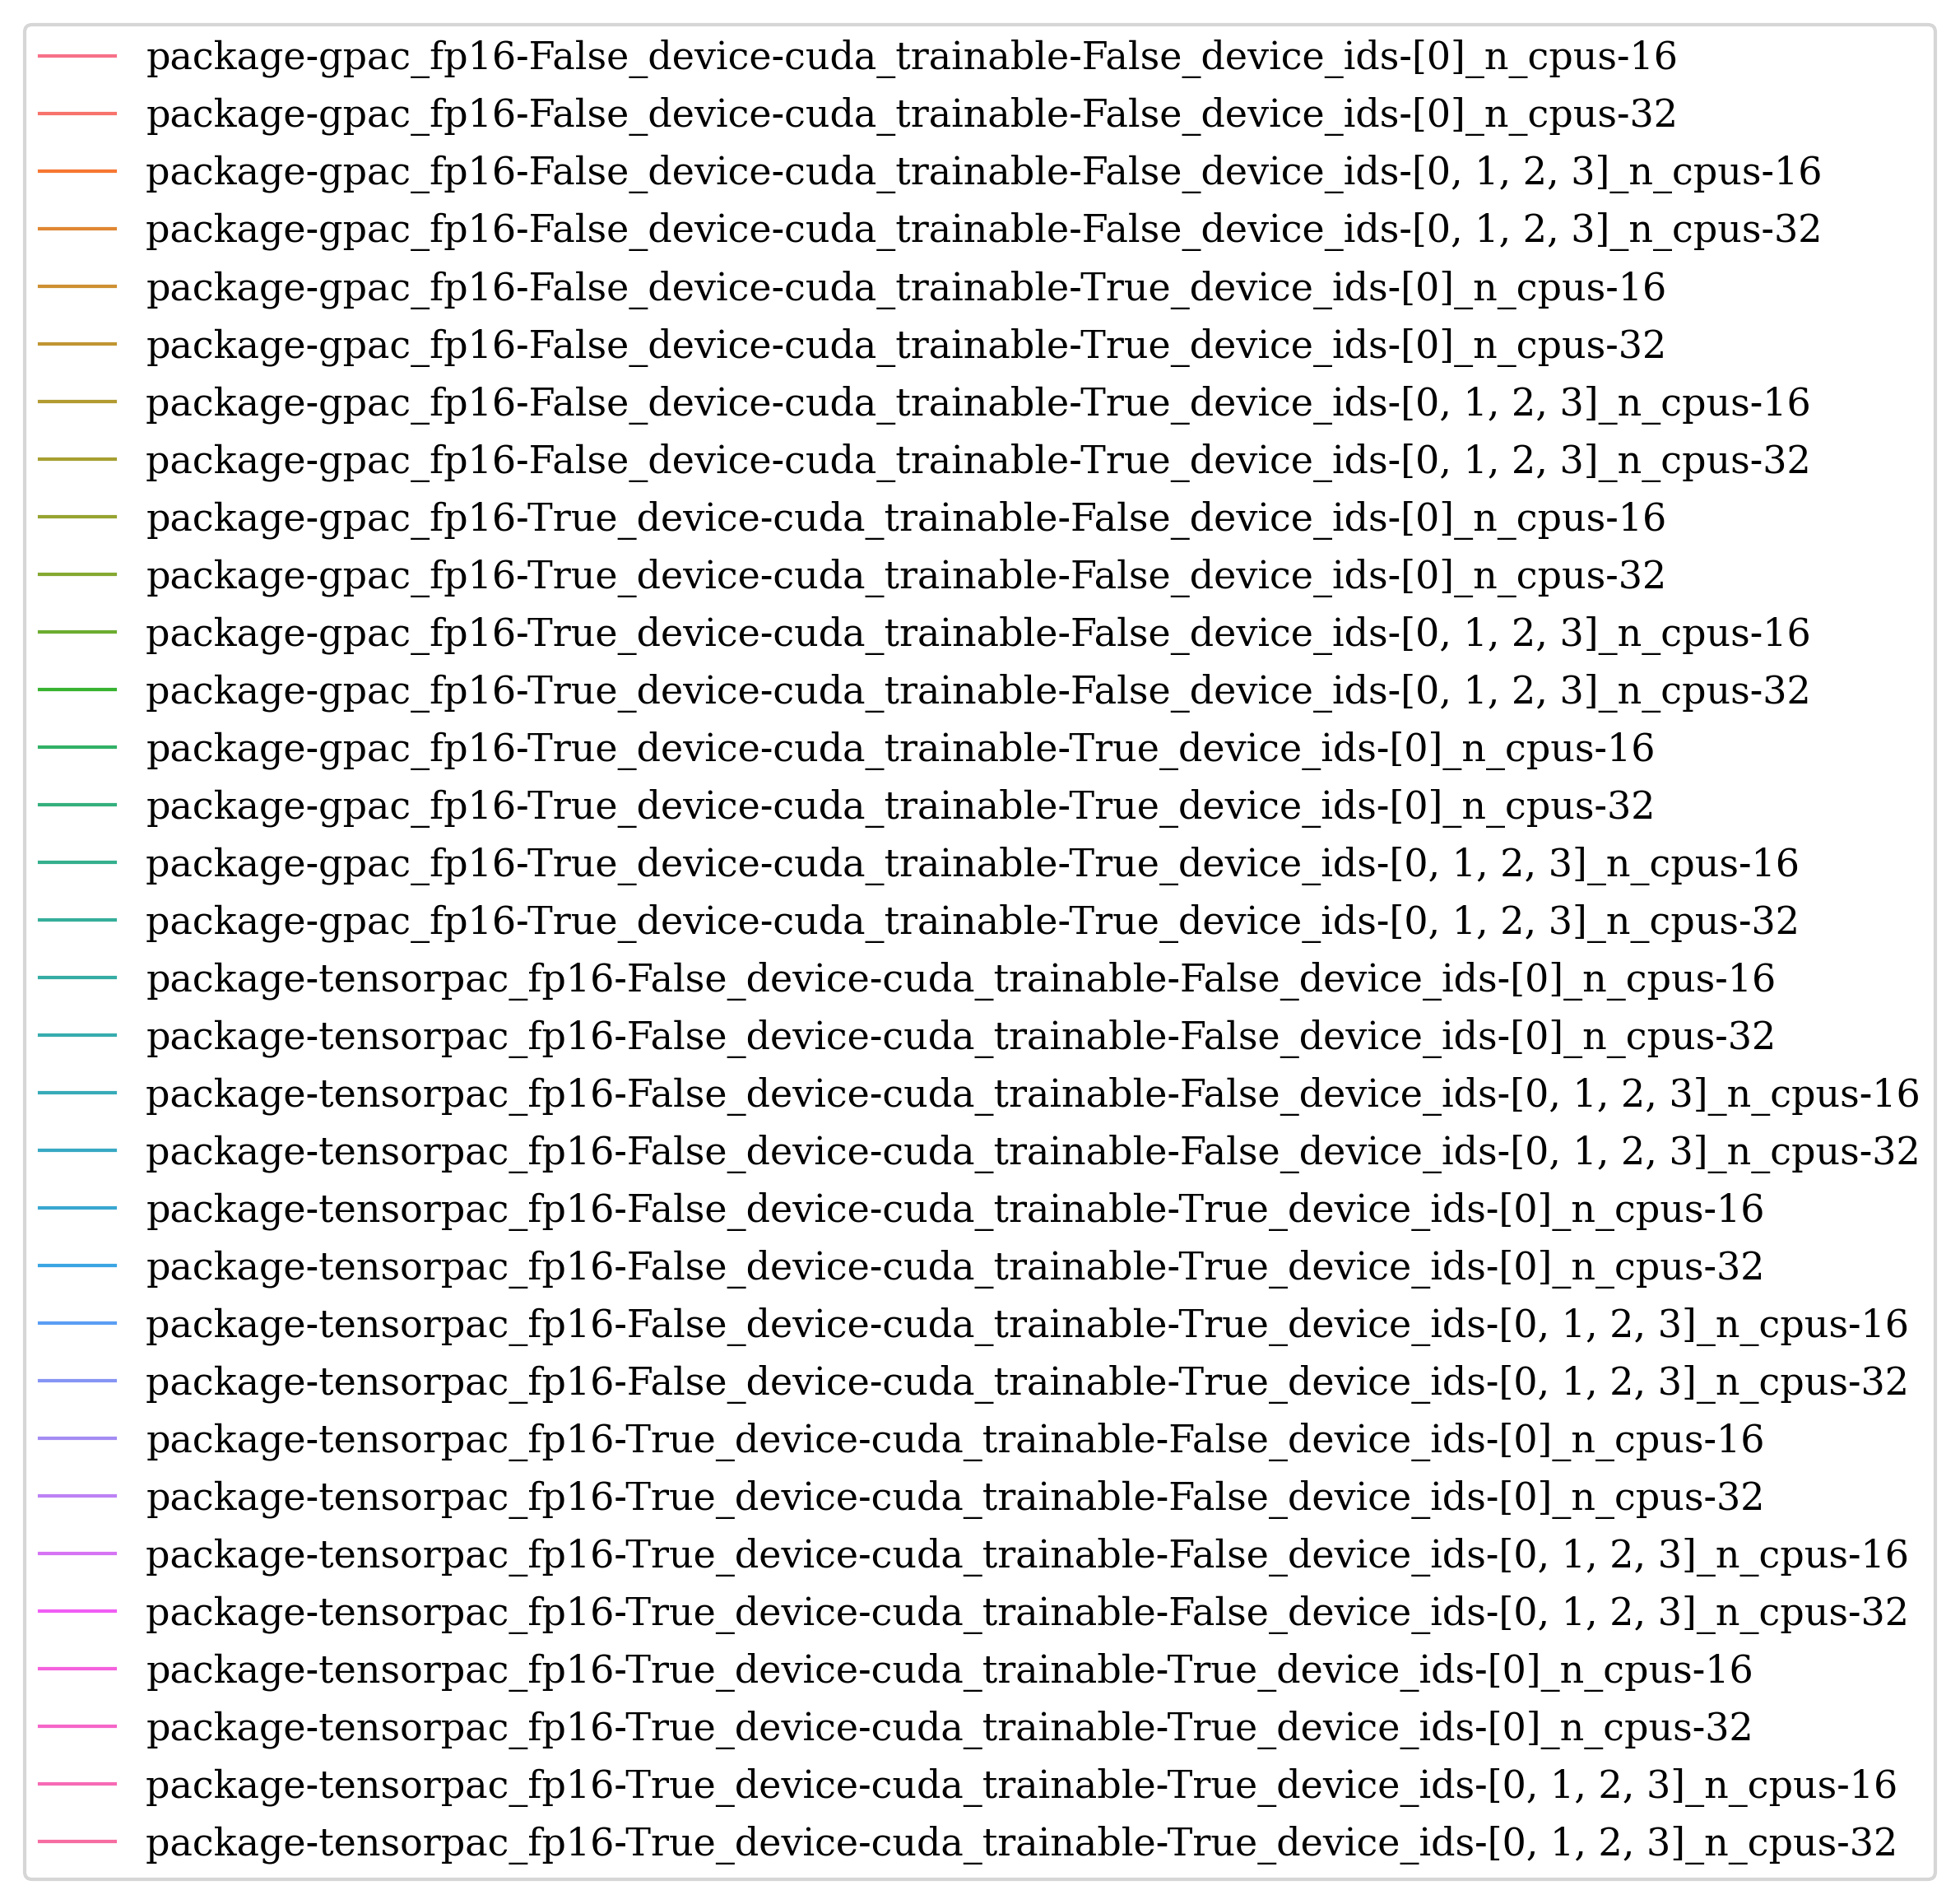 package-gpac_fp16-False_device-cuda_trainable-False_device_ids-[0]_n_cpus-16
package-gpac_fp16-False_device-cuda_trainable-False_device_ids-[0]_n_cpus-32
package-gpac_fp16-False_device-cuda_trainable-False_device_ids-[0, 1, 2, 3]_n_cpus-16
package-gpac_fp16-False_device-cuda_trainable-False_device_ids-[0, 1, 2, 3]_n_cpus-32
package-gpac_fp16-False_device-cuda_trainable-True_device_ids-[0]_n_cpus-16
package-gpac_fp16-False_device-cuda_trainable-True_device_ids-[0]_n_cpus-32
package-gpac_fp16-False_device-cuda_trainable-True_device_ids-[0, 1, 2, 3]_n_cpus-16
package-gpac_fp16-False_device-cuda_trainable-True_device_ids-[0, 1, 2, 3]_n_cpus-32
package-gpac_fp16-True_device-cuda_trainable-False_device_ids-[0]_n_cpus-16
package-gpac_fp16-True_device-cuda_trainable-False_device_ids-[0]_n_cpus-32
package-gpac_fp16-True_device-cuda_trainable-False_device_ids-[0, 1, 2, 3]_n_cpus-16
package-gpac_fp16-True_device-cuda_trainable-False_device_ids-[0, 1, 2, 3]_n_cpus-32
package-gpac_fp16-True_device-cuda_trainable-True_device_ids-[0]_n_cpus-16
package-gpac_fp16-True_device-cuda_trainable-True_device_ids-[0]_n_cpus-32
package-gpac_fp16-True_device-cuda_trainable-True_device_ids-[0, 1, 2, 3]_n_cpus-16
package-gpac_fp16-True_device-cuda_trainable-True_device_ids-[0, 1, 2, 3]_n_cpus-32
package-tensorpac_fp16-False_device-cuda_trainable-False_device_ids-[0]_n_cpus-16
package-tensorpac_fp16-False_device-cuda_trainable-False_device_ids-[0]_n_cpus-32
package-tensorpac_fp16-False_device-cuda_trainable-False_device_ids-[0, 1, 2, 3]_n_cpus-16
package-tensorpac_fp16-False_device-cuda_trainable-False_device_ids-[0, 1, 2, 3]_n_cpus-32
package-tensorpac_fp16-False_device-cuda_trainable-True_device_ids-[0]_n_cpus-16
package-tensorpac_fp16-False_device-cuda_trainable-True_device_ids-[0]_n_cpus-32
package-tensorpac_fp16-False_device-cuda_trainable-True_device_ids-[0, 1, 2, 3]_n_cpus-16
package-tensorpac_fp16-False_device-cuda_trainable-True_device_ids-[0, 1, 2, 3]_n_cpus-32
package-tensorpac_fp16-True_device-cuda_trainable-False_device_ids-[0]_n_cpus-16
package-tensorpac_fp16-True_device-cuda_trainable-False_device_ids-[0]_n_cpus-32
package-tensorpac_fp16-True_device-cuda_trainable-False_device_ids-[0, 1, 2, 3]_n_cpus-16
package-tensorpac_fp16-True_device-cuda_trainable-False_device_ids-[0, 1, 2, 3]_n_cpus-32
package-tensorpac_fp16-True_device-cuda_trainable-True_device_ids-[0]_n_cpus-16
package-tensorpac_fp16-True_device-cuda_trainable-True_device_ids-[0]_n_cpus-32
package-tensorpac_fp16-True_device-cuda_trainable-True_device_ids-[0, 1, 2, 3]_n_cpus-16
package-tensorpac_fp16-True_device-cuda_trainable-True_device_ids-[0, 1, 2, 3]_n_cpus-32